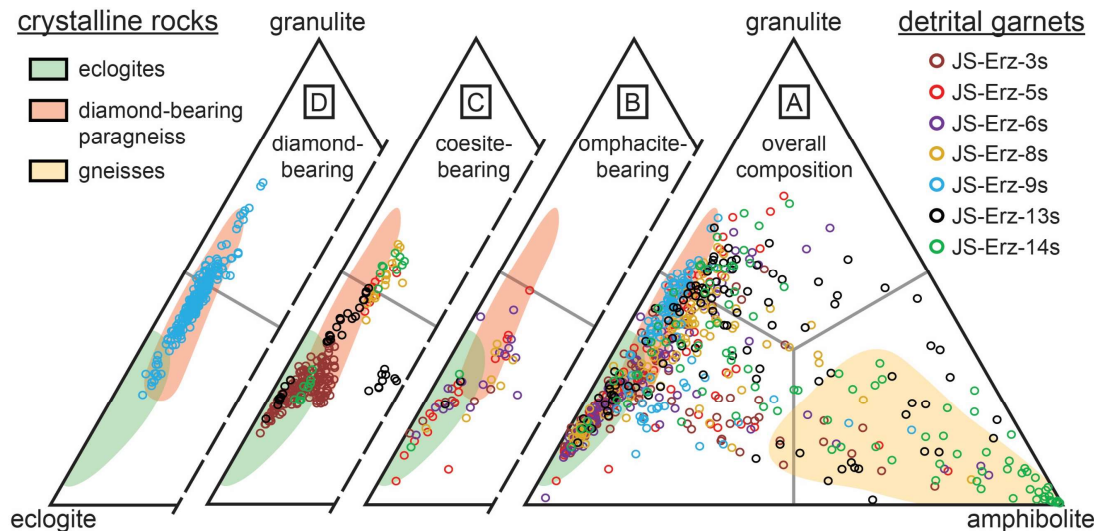 crystalline rocks
eclogites
diamond-bearing
paragneiss
gneisses
granulite
granulite
detrital garnets
JS-Erz-3s
JS-Erz-5s
JS-Erz-6s
JS-Erz-8s
JS-Erz-9s
JS-Erz-13s
JS-Erz-14s
D
diamond-
bearing
C
coesite-
bearing
B
omphacite-
bearing
A
overall
composition
eclogite
amphibolite